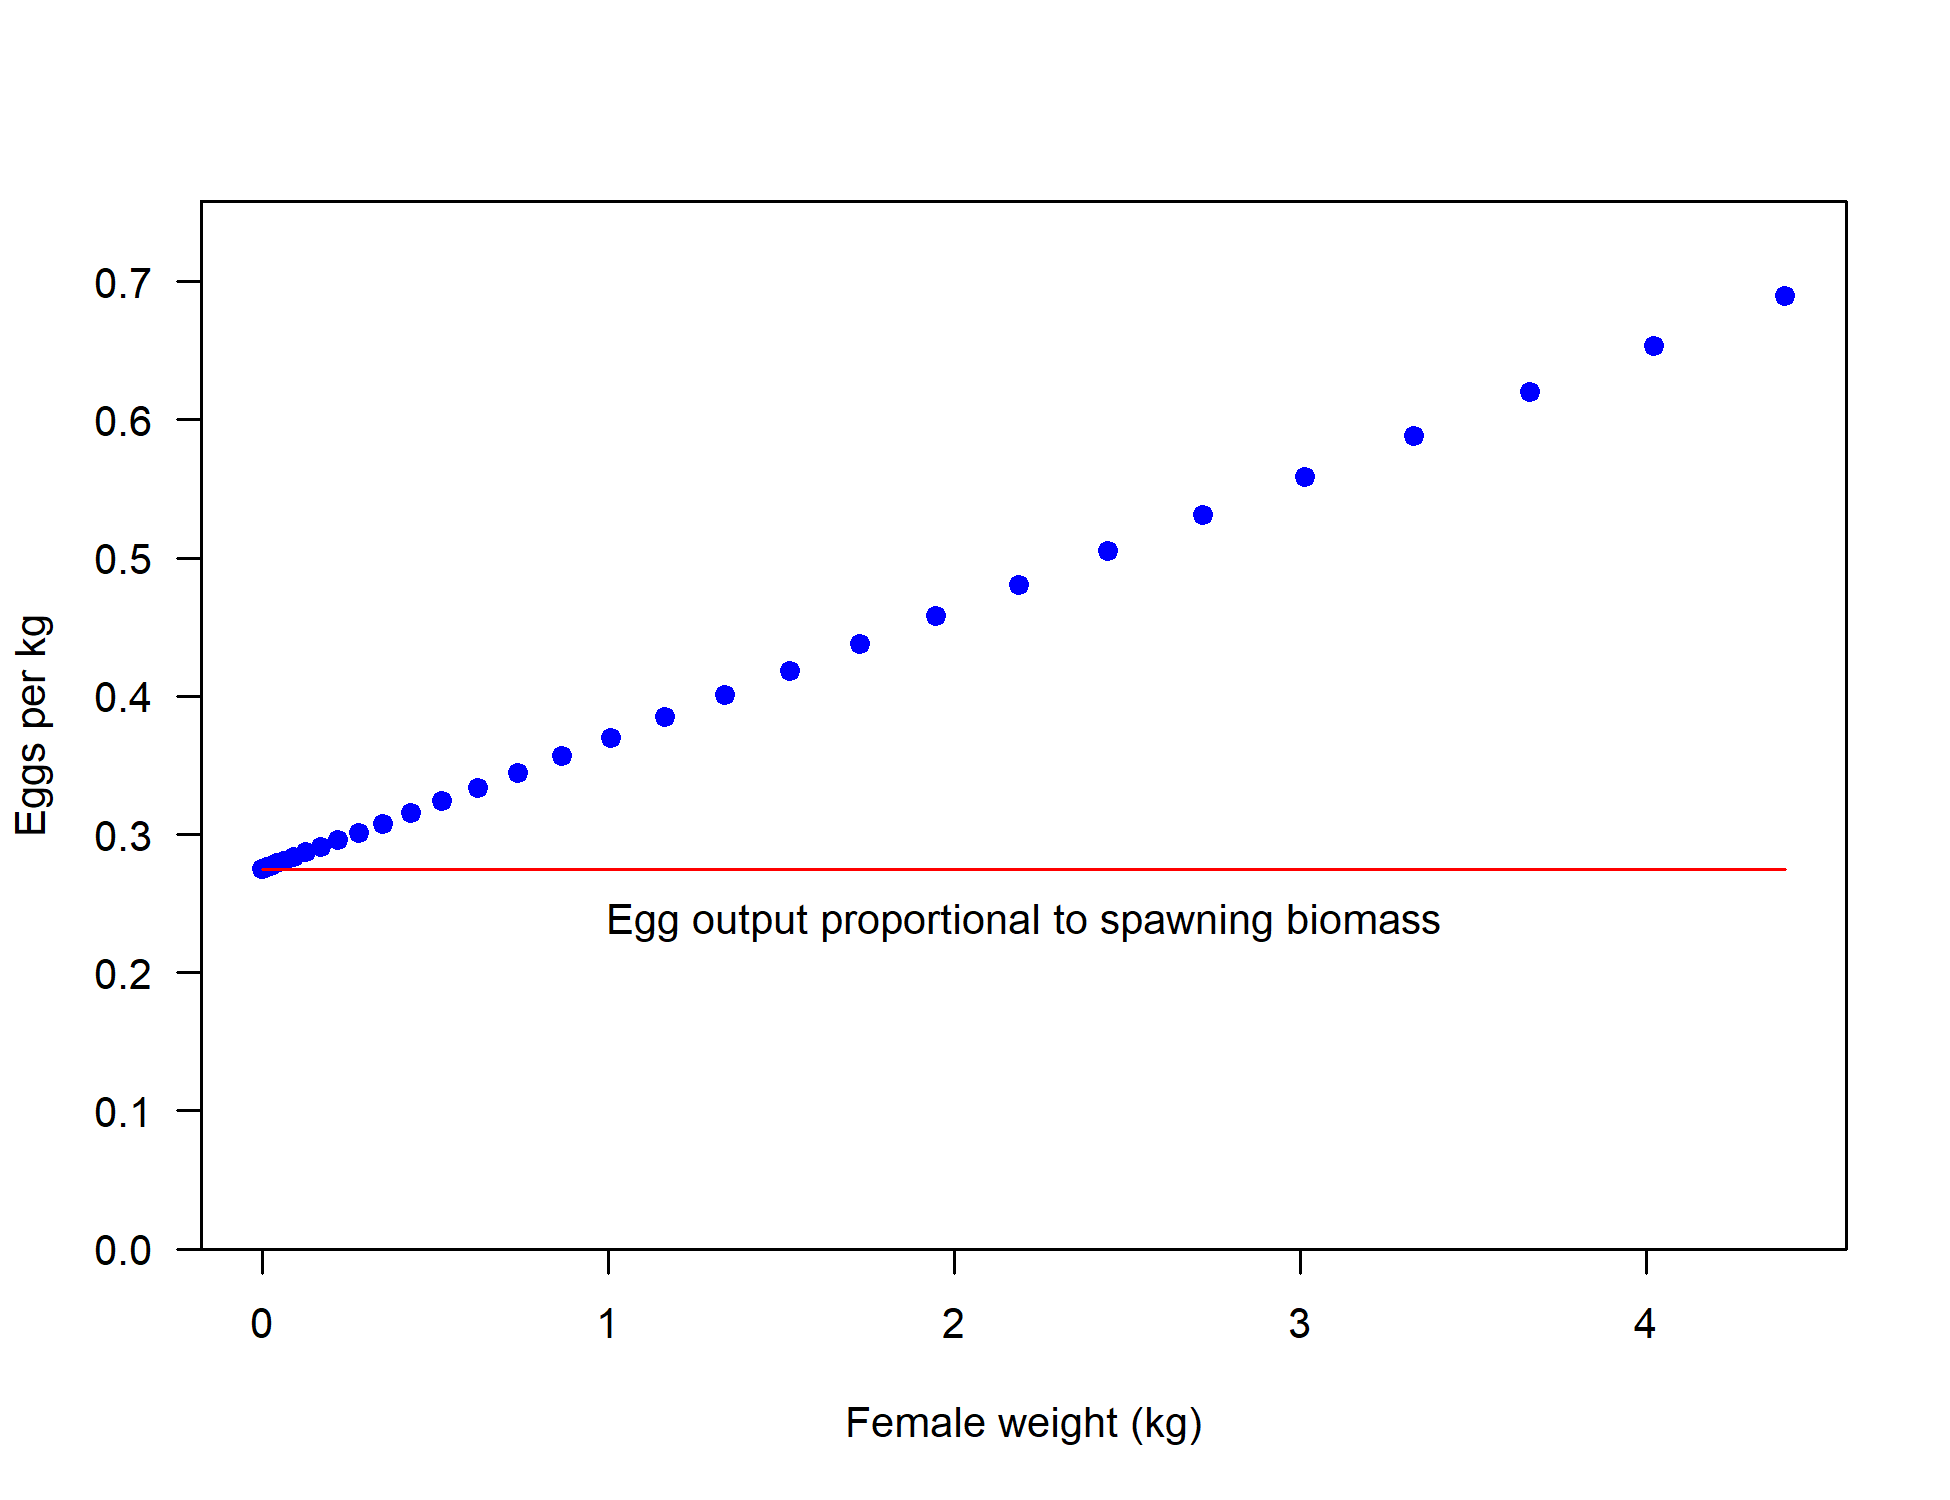 0.7
0.6
0.5
0.4
0.3
0.2
0.1
0.0
Eggs per kg
Egg output proportional to spawning biomass
0 1 2 3 4
Female weight (kg)